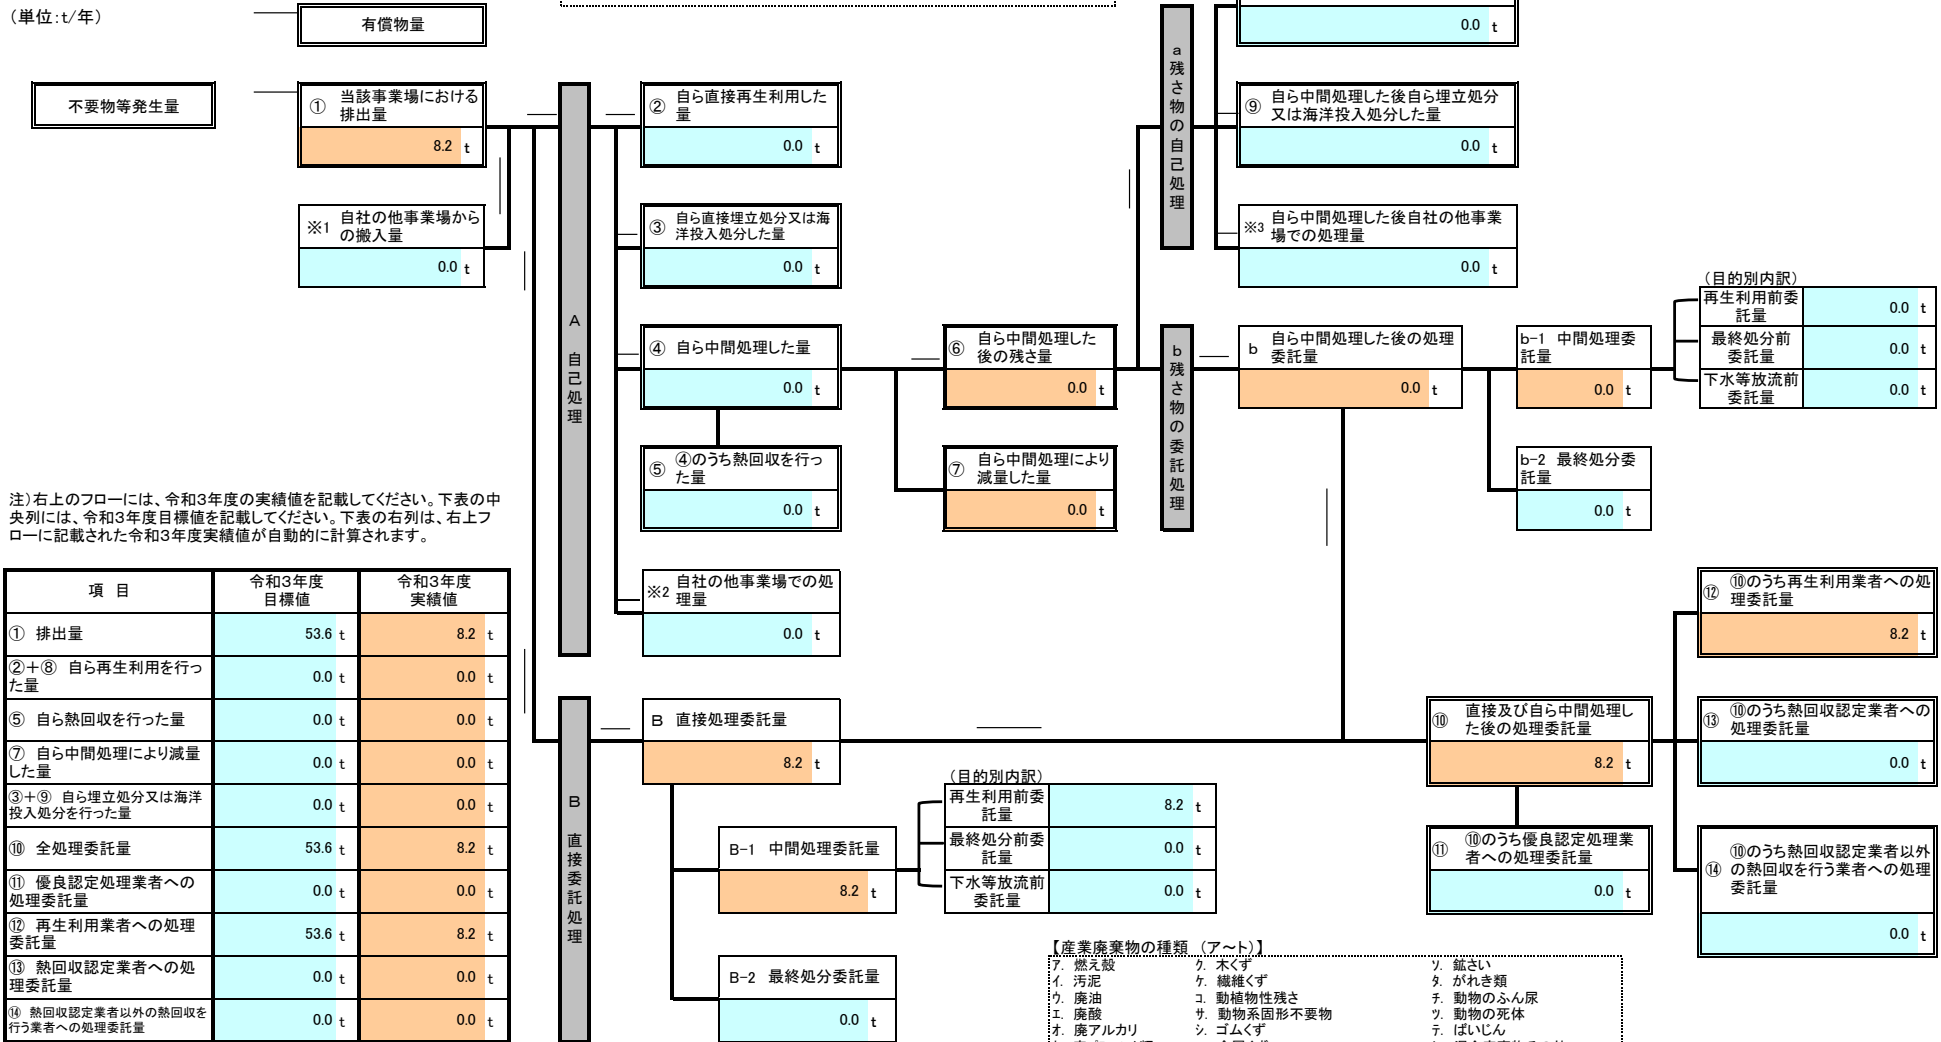 (単位:t/年)
有償物量
0.0 t
不要物等発生量
① 当該事業場における
排出量
8.2 t
※1 自社の他事業場から
の搬入量
0.0 t
A 自己処理
② 自ら直接再生利用した
量
0.0 t
③ 自ら直接埋立処分又は海
洋投入処分した量
0.0 t
④ 自ら中間処理した量
0.0 t
⑤ ④のうち熱回収を行っ
た量
0.0 t
※2 自社の他事業場での処
理量
0.0 t
⑥ 自ら中間処理した
後の残さ量
0.0 t
⑦ 自ら中間処理により
減量した量
0.0 t
a 残さ物の自己処理
⑨ 自ら中間処理した後自ら埋立処分
又は海洋投入処分した量
0.0 t
※3 自ら中間処理した後自社の他事業
場での処理量
0.0 t
b 残さ物の委託処理
b 自ら中間処理した後の処理
委託量
0.0 t
b-1 中間処理委
託量
0.0 t
b-2 最終処分委
託量
0.0 t
(目的別内訳)
再生利用前委
託量
0.0 t
最終処分前
委託量
0.0 t
下水等放流前
委託量
0.0 t
注)右上のフローには、令和3年度の実績値を記載してください。下表の中
央列には、令和3年度目標値を記載してください。下表の右列は、右上フ
ローに記載された令和3年度実績値が自動的に計算されます。
項 目 令和3年度 目標値 令和3年度 実績値
① 排出量 53.6 t 8.2 t
②+⑧ 自ら再生利用を行っ
た量 0.0 t 0.0 t
⑤ 自ら熱回収を行った量 0.0 t 0.0 t
⑦ 自ら中間処理により減量
した量 0.0 t 0.0 t
③+⑨ 自ら埋立処分又は海洋
投入処分を行った量 0.0 t 0.0 t
⑩ 全処理委託量 53.6 t 8.2 t
⑪ 優良認定処理業者への
処理委託量 0.0 t 0.0 t
⑫ 再生利用業者への処理
委託量 53.6 t 8.2 t
⑬ 熱回収認定業者への処
理委託量 0.0 t 0.0 t
⑭ 熱回収認定業者以外の熱回収を
行う業者への処理委託量 0.0 t 0.0 t
B 直接委託処理
B 直接処理委託量
8.2 t
B-1 中間処理委託量
8.2 t
B-2 最終処分委託量
0.0 t
(目的別内訳)
再生利用前委
託量
8.2 t
最終処分前委
託量
0.0 t
下水等放流前
委託量
0.0 t
⑩ 直接及び自ら中間処理し
た後の処理委託量
8.2 t
⑪ ⑩のうち優良認定処理業
者への処理委託量
0.0 t
⑫ ⑩のうち再生利用業者への処
理委託量
8.2 t
⑬ ⑩のうち熱回収認定業者への
処理委託量
0.0 t
⑭ ⑩のうち熱回収認定業者以外
の熱回収を行う業者への処理
委託量
0.0 t
【産業廃棄物の種類 (ア~ト)】
ア. 燃え殻 ク. 木くず ソ. 鉱さい
イ. 汚泥 ケ. 繊維くず タ. がれき類
ウ. 廃油 コ. 動植物性残さ チ. 動物のふん尿
エ. 廃酸 サ. 動物系固形不要物 ツ. 動物の死体
オ. 廃アルカリ シ. ゴムくず テ. ばいじん